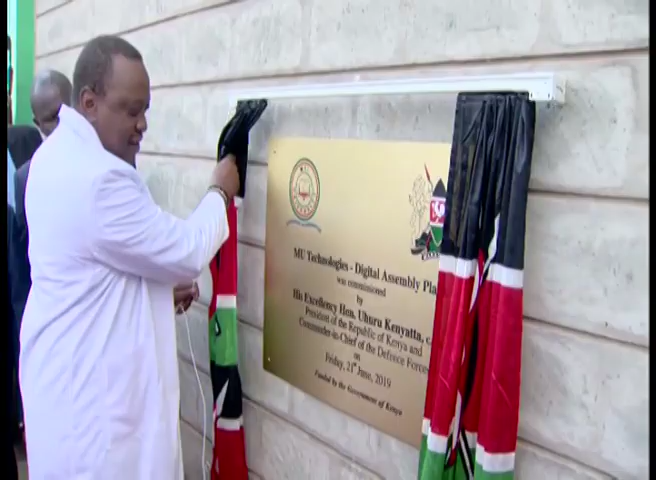 MU Technologies - Digital Assembly Pla
was commissioned
by
His Excellency Hon. Uhuru Kenyatta, C.
President of the Republic of Kenya and
Commander-in-Chief of the Defence Forces
on
Friday, 21st June, 2019
Funded by the Government of Kenya